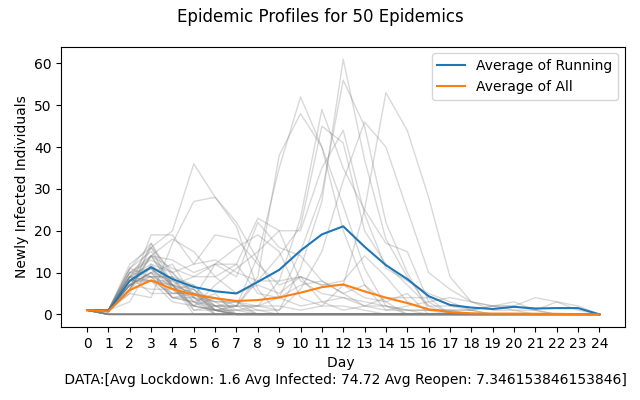 Epidemic Profiles for 50 Epidemics
Average of Running
Average of All
Newly Infected Individuals
60
50
40
30
20
10
0
0 1 2 3 4 5 6 7 8 9 10 11 12 13 14 15 16 17 18 19 20 21 22 23 24
Day
DATA:[Avg Lockdown: 1.6 Avg Infected: 74.72 Avg Reopen: 7.346153846153846]